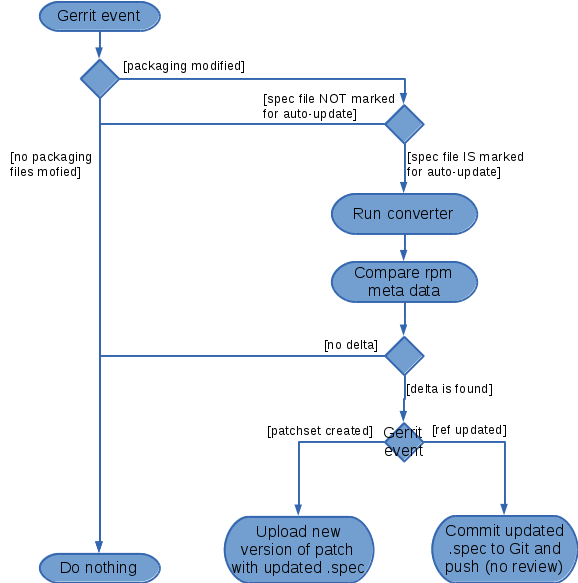 Gerrit event
[packaging modified]
[spec file NOT marked
for auto-update]
[no packaging
files mofied]
[spec file IS marked
for auto-update]
Run converter
Compare rpm
meta data
[no delta]
[delta is found]
[patchset created]
Gerrit
event
[ref updated]
Upload new
version of patch
with updated .spec
Commit updated
.spec to Git and
push (no review)
Do nothing